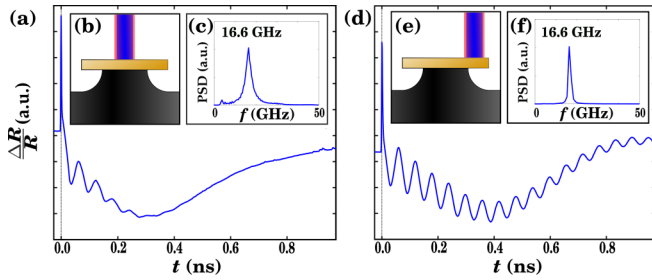 (a)
(b)
(c)
16.6 GHz
PSD (a.u.)
0
50
f (GHz)
(d)
(e)
(f)
16.6 GHz
PSD (a.u.)
0
50
f (GHz)
ΔR/R (a.u.)
0.0 0.2 0.4 0.6 0.8
t (ns)
0.0 0.2 0.4 0.6 0.8
t (ns)